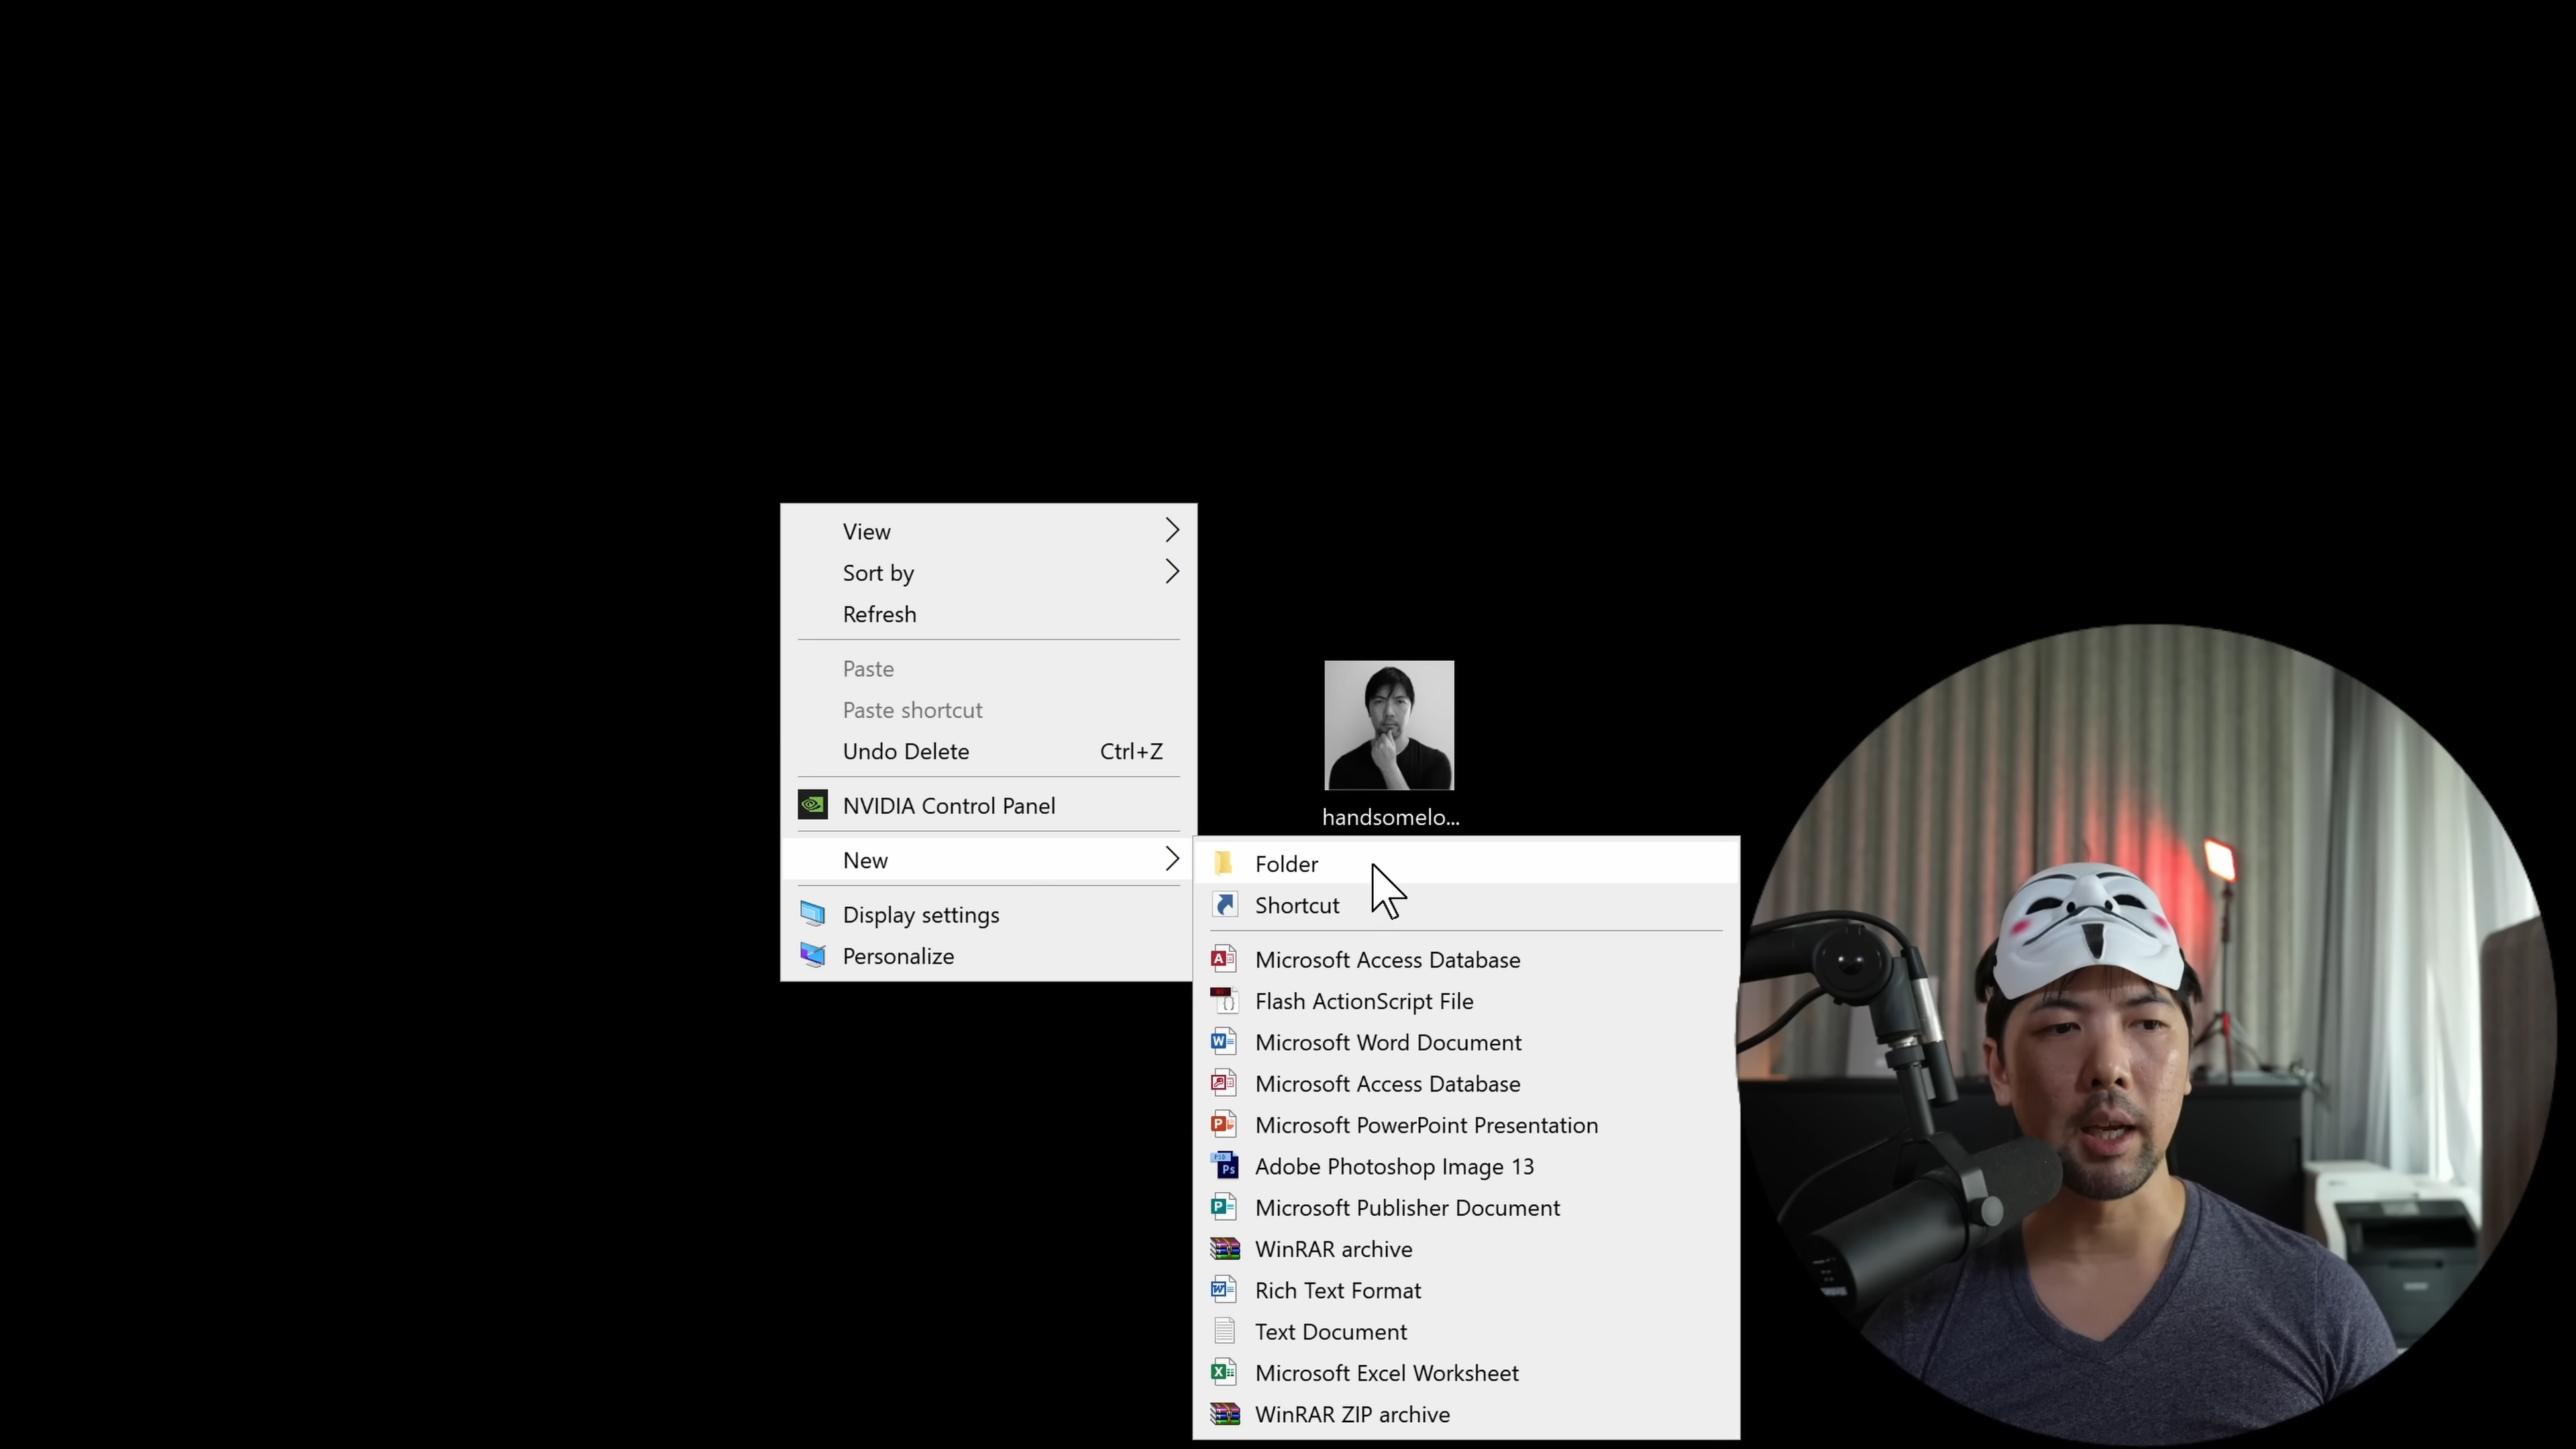 View
Sort by
Refresh
Paste
Paste shortcut
Undo Delete Ctrl+Z
NVIDIA Control Panel
New
Display settings
Personalize
handsomelo...
Folder
Shortcut
Microsoft Access Database
Flash ActionScript File
Microsoft Word Document
Microsoft Access Database
Microsoft PowerPoint Presentation
Adobe Photoshop Image 13
Microsoft Publisher Document
WinRAR archive
Rich Text Format
Text Document
Microsoft Excel Worksheet
WinRAR ZIP archive